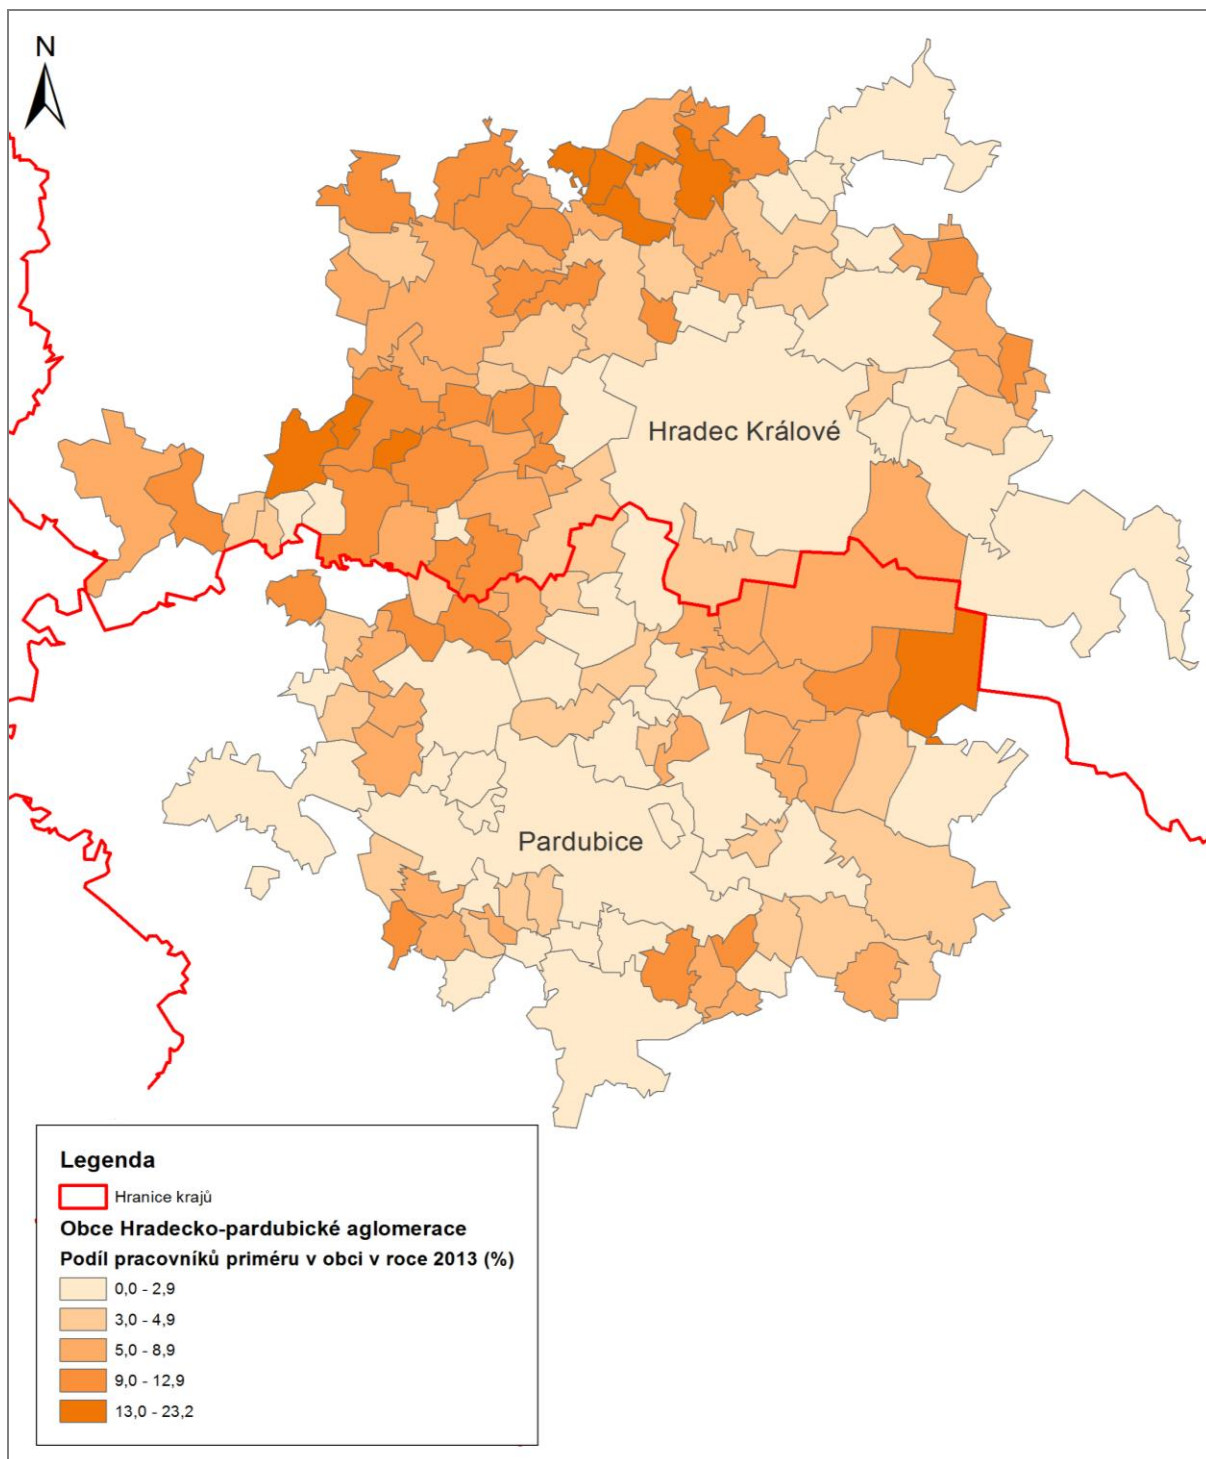 N
Hradec Králové
Pardubice
Legenda
Hranice krajů
Obce Hradecko-pardubické aglomerace
Podíl pracovníků priméru v obci v roce 2013 (%)
0,0 - 2,9
3,0 - 4,9
5,0 - 8,9
9,0 - 12,9
13,0 - 23,2